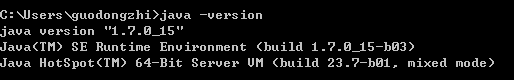 C:\Users\guodongzhi>java -version
java version "1.7.0_15"
Java(TM) SE Runtime Environment (build 1.7.0_15-b03)
Java HotSpot(TM) 64-Bit Server VM (build 23.7-b01, mixed mode)